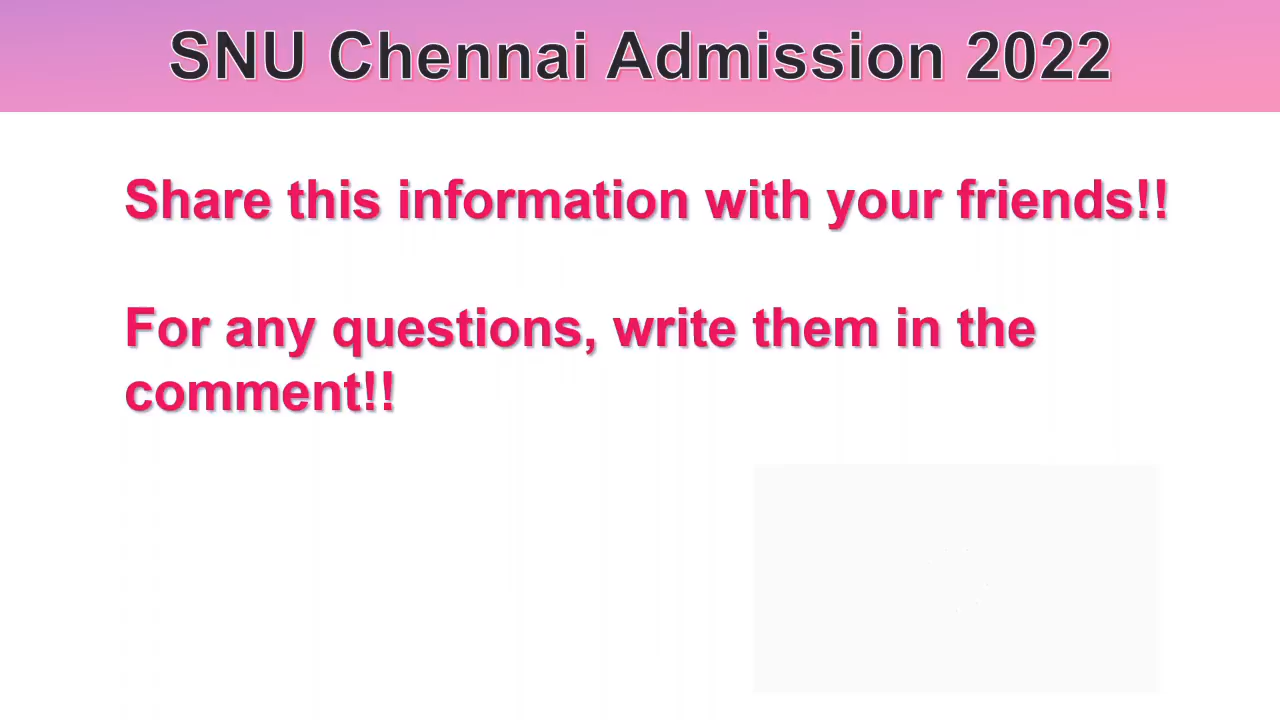 SNU Chennai Admission 2022
Share this information with your friends!!
For any questions, write them in the
comment!!